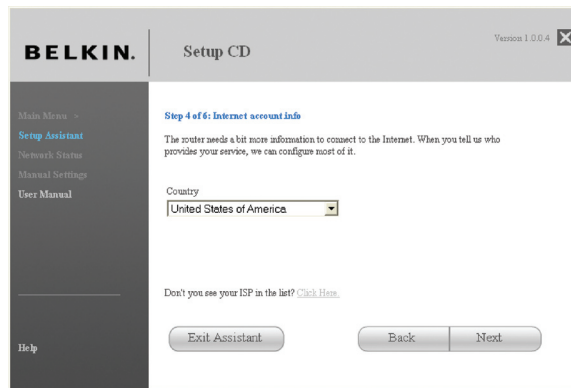 BELKIN.
Setup CD
Version 1.0.0.4
Main Menu >
Setup Assistant
Network Status
Manual Settings
User Manual
Help
Step 4 of 6: Internet account info
The router needs a bit more information to connect to the Internet. When you tell us who
provides your service, we can configure most of it.
Country
United States of America
Don't you see your ISP in the list? Click Here.
Exit Assistant
Back
Next